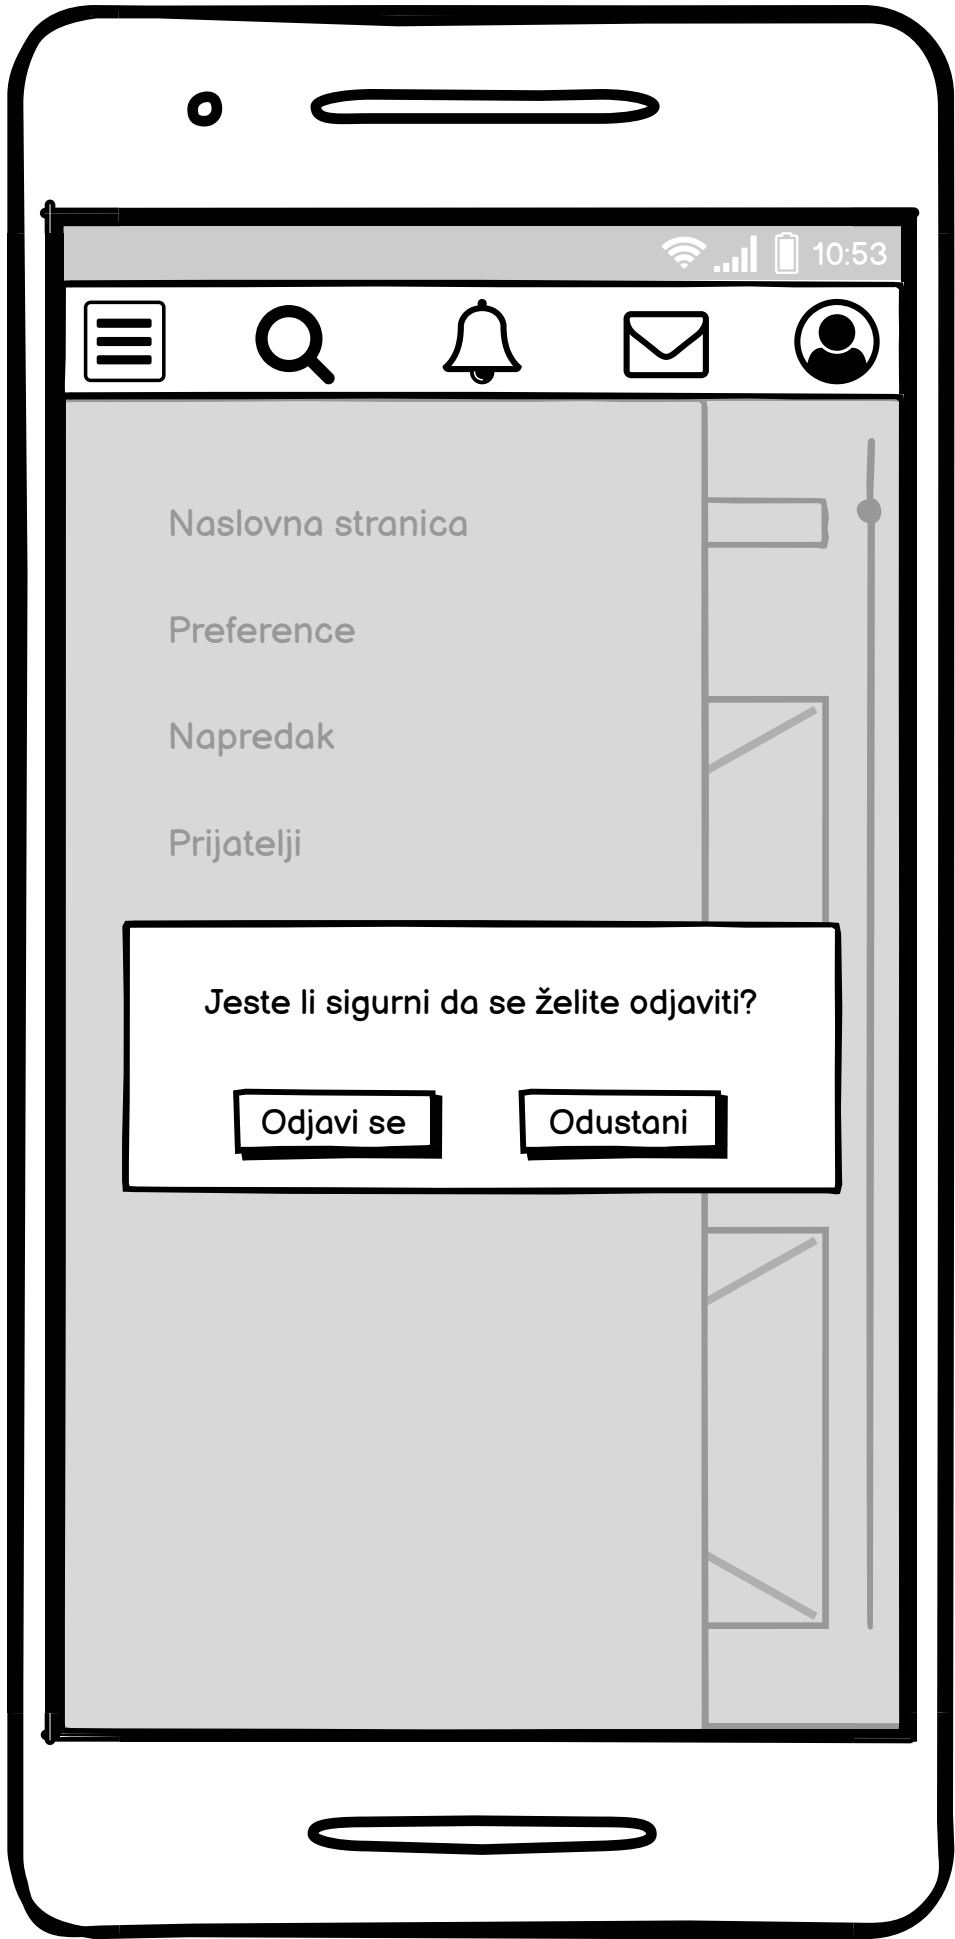 10:53
Naslovna stranica
Preference
Napredak
Prijatelji
Jeste li sigurni da se želite odjaviti?
Odjavi se
Odustani